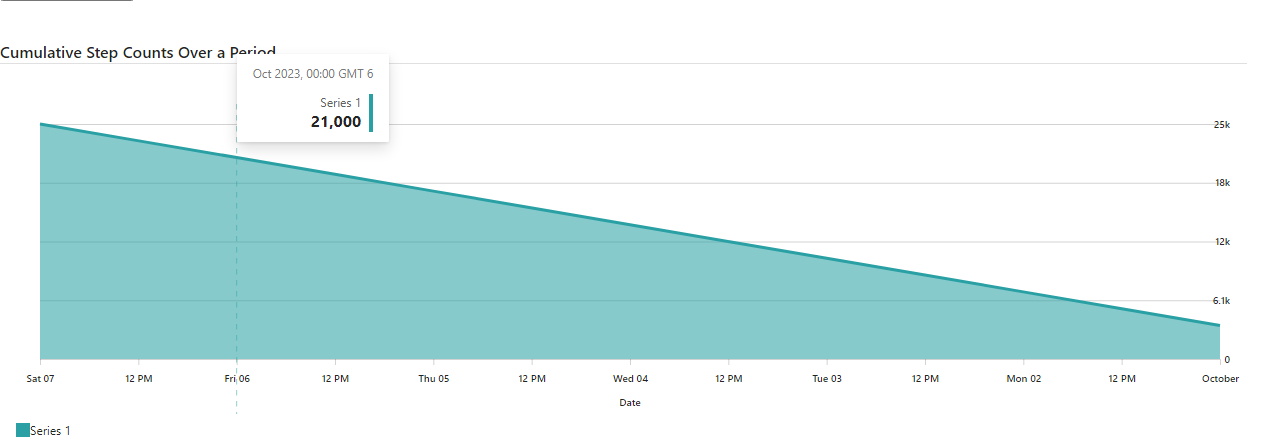 Cumulative Step Counts Over a Period
Oct 2023, 00:00 GMT 6
Series 1
21,000
25k
18k
12k
6.1k
0
Sat 07 12 PM Fri 06 12 PM Thu 05 12 PM Wed 04 12 PM Tue 03 12 PM Mon 02 12 PM October
Date
Series 1